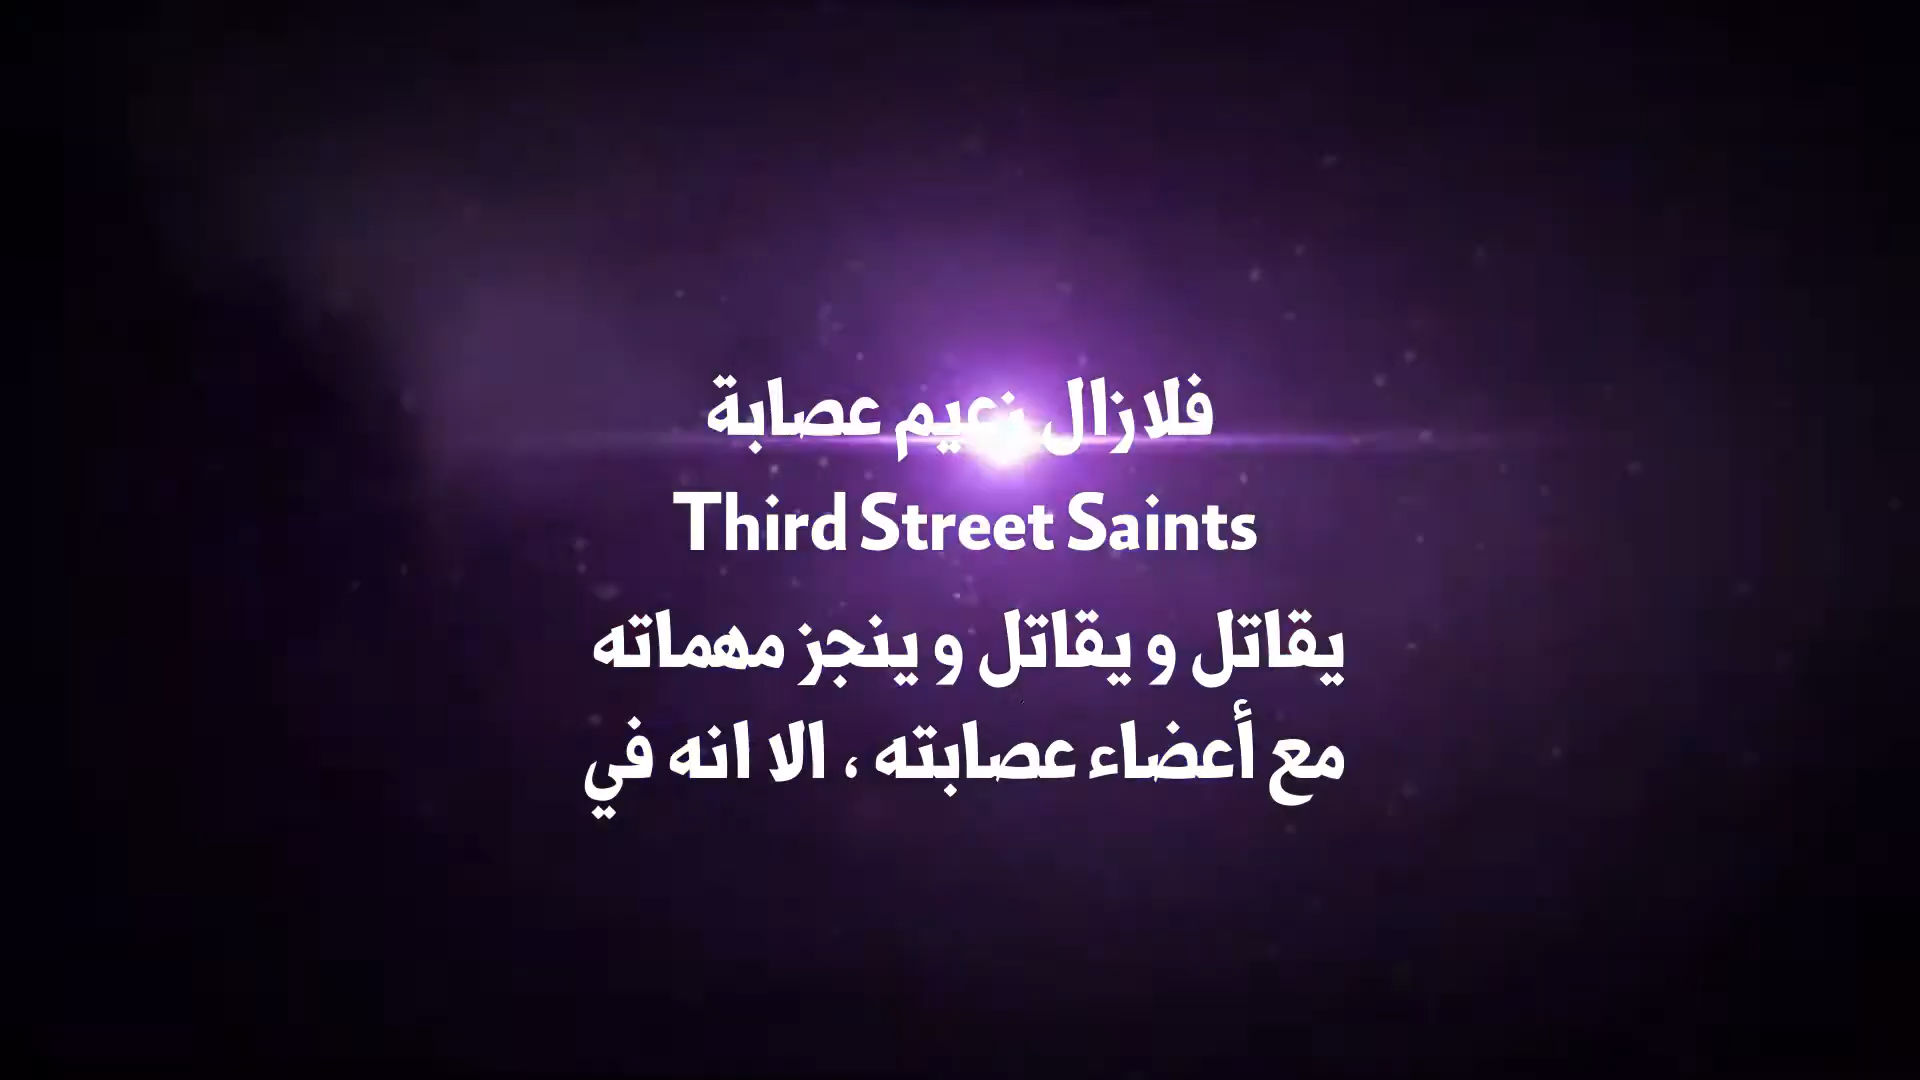 فلازال زعيم عصابة
Third Street Saints
يقاتل و يقاتل و ينجز مهماته
مع أعضاء عصابته ، الا انه في